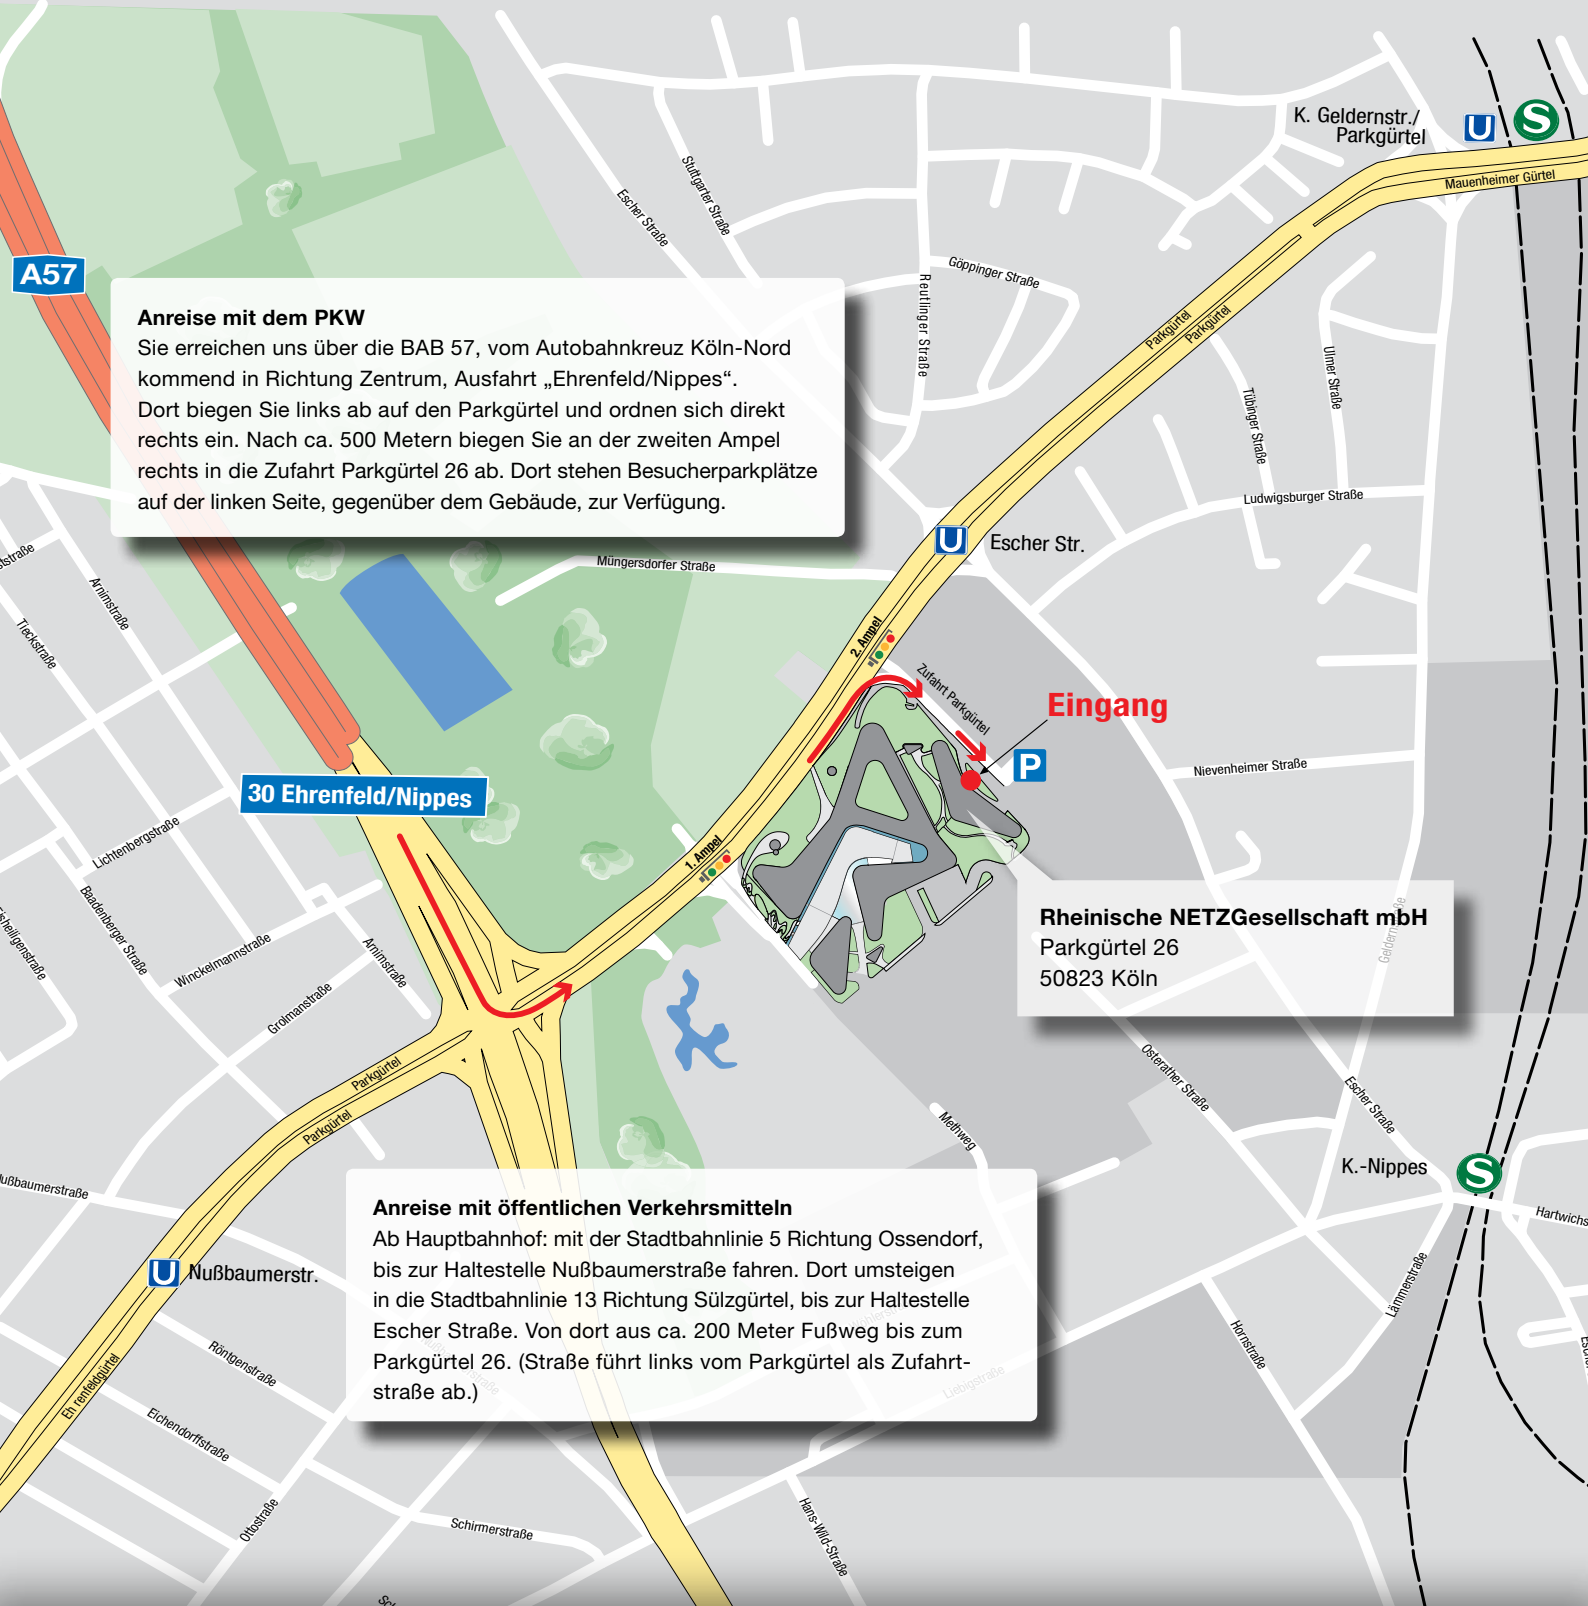 K. Geldernstr./
Parkgürtel
U
S
Mauenheimer Gürtel
Stuttgarter Straße
Escher Straße
A57
Göppinger Straße
Reutlinger Straße
Parkgürtel
Parkgürtel
Ulmer Straße
Tübinger Straße
Ludwigsburger Straße
Anreise mit dem PKW
Sie erreichen uns über die BAB 57, vom Autobahnkreuz Köln-Nord
kommend in Richtung Zentrum, Ausfahrt „Ehrenfeld/Nippes“.
Dort biegen Sie links ab auf den Parkgürtel und ordnen sich direkt
rechts ein. Nach ca. 500 Metern biegen Sie an der zweiten Ampel
rechts in die Zufahrt Parkgürtel 26 ab. Dort stehen Besucherparkplätze
auf der linken Seite, gegenüber dem Gebäude, zur Verfügung.
U
Escher Str.
Müngersdorfer Straße
Arnimstraße
Tieckstraße
2. Ampel
Zufahrt Parkgürtel
Eingang
P
Nievenheimer Straße
30 Ehrenfeld/Nippes
Lichtenbergstraße
1. Ampel
Baadenberger Straße
Winckelmannstraße
Arnimstraße
Grolmanstraße
Rheinische NETZGesellschaft mbH
Parkgürtel 26
50823 Köln
Parkgürtel
Parkgürtel
Osterather Straße
Escher Straße
Methweg
K.-Nippes
S
Hartwichs
Lämmerstraße
Hornstraße
ußbaumerstraße
U
Nußbaumerstr.
Anreise mit öffentlichen Verkehrsmitteln
Ab Hauptbahnhof: mit der Stadtbahnlinie 5 Richtung Ossendorf,
bis zur Haltestelle Nußbaumerstraße fahren. Dort umsteigen
in die Stadtbahnlinie 13 Richtung Sülzgürtel, bis zur Haltestelle
Escher Straße. Von dort aus ca. 200 Meter Fußweg bis zum
Parkgürtel 26. (Straße führt links vom Parkgürtel als Zufahrt-
straße ab.)
Liebigstraße
Röntgenstraße
Eh renfeldgürtel
Eichendorffstraße
Ottostraße
Schirmerstraße
Hans-Wild-Straße